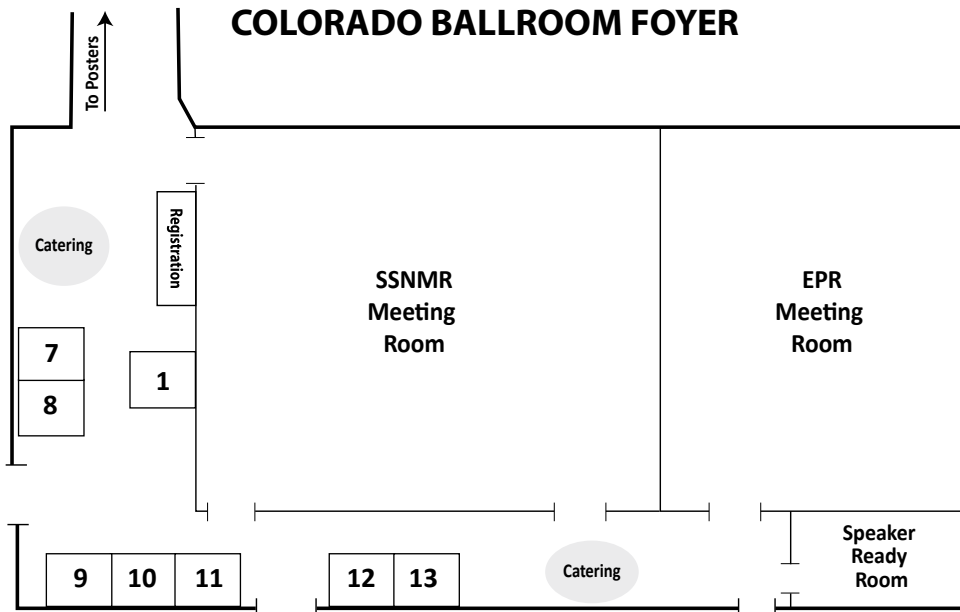 COLORADO BALLROOM FOYER
To Posters
Catering
Registration
SSNMR
Meeting
Room
EPR
Meeting
Room
7
1
8
Speaker
Ready
Room
9
10
11
12
13
Catering